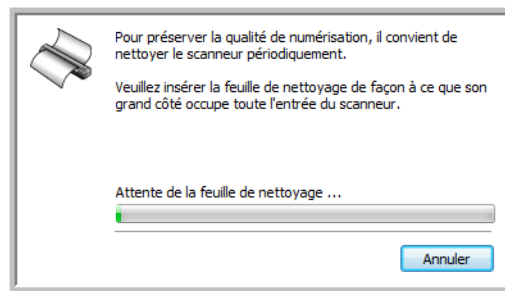 Pour préserver la qualité de numérisation, il convient de
nettoyer le scanneur périodiquement.
Veuillez insérer la feuille de nettoyage de façon à ce que son
grand côté occupe toute l'entrée du scanneur.
Attente de la feuille de nettoyage ...
Annuler